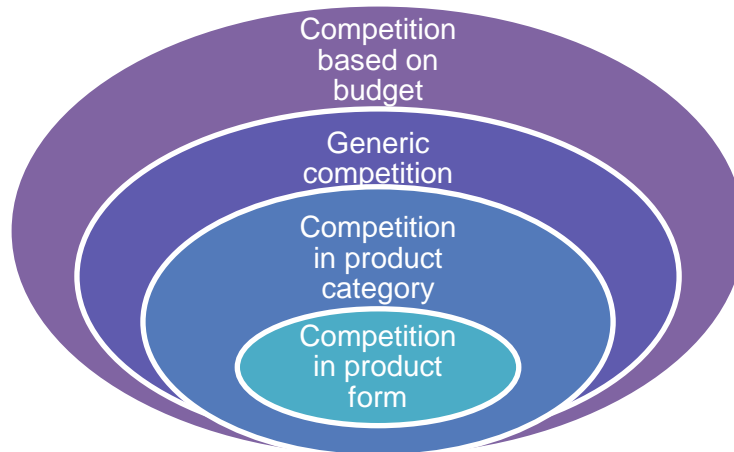 Competition
based on
budget
Generic
competition
Competition
in product
category
Competition
in product
form